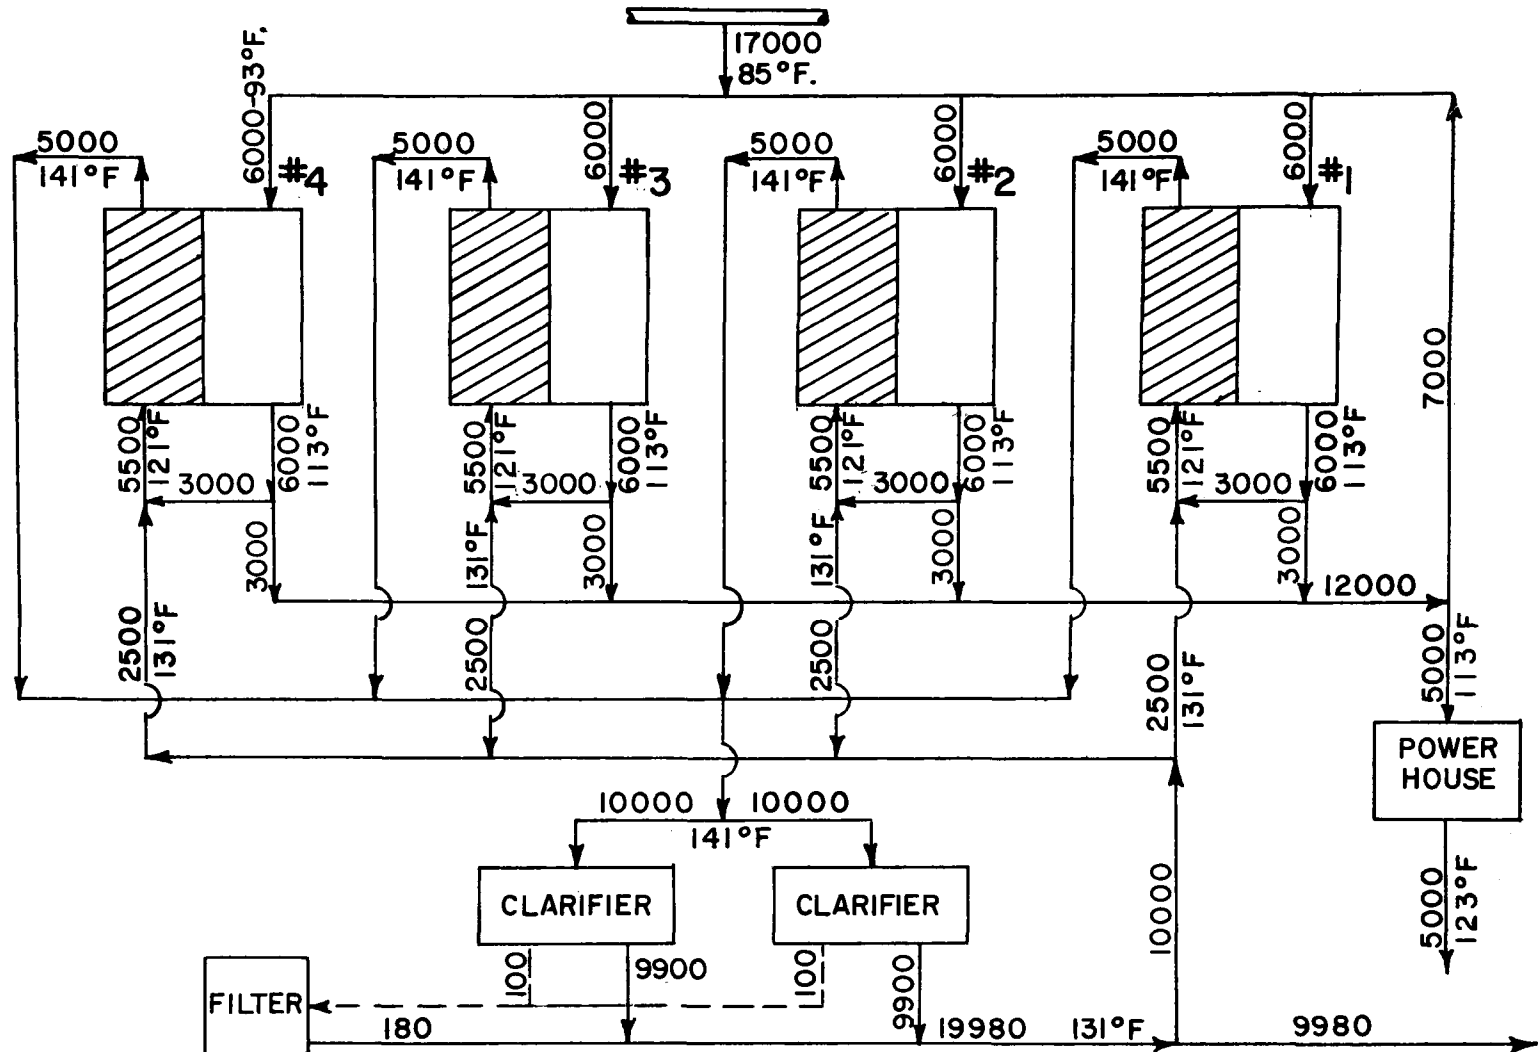 17000
85°F.
6000-93°F.
6000
6000
6000
5000
141°F
#4
5000
141°F
#3
5000
141°F
#2
5000
141°F
#1
7000
5500
121°F
6000
113°F
5500
121°F
6000
113°F
5500
121°F
6000
113°F
5500
121°F
6000
113°F
3000
3000
3000
3000
3000
131°F
3000
131°F
3000
3000
12000
2500
131°F
2500
2500
2500
131°F
5000
113°F
POWER
HOUSE
10000
10000
141°F
CLARIFIER
CLARIFIER
10000
5000
123°F
100
9900
100
9900
FILTER
180
19980
131°F
9980